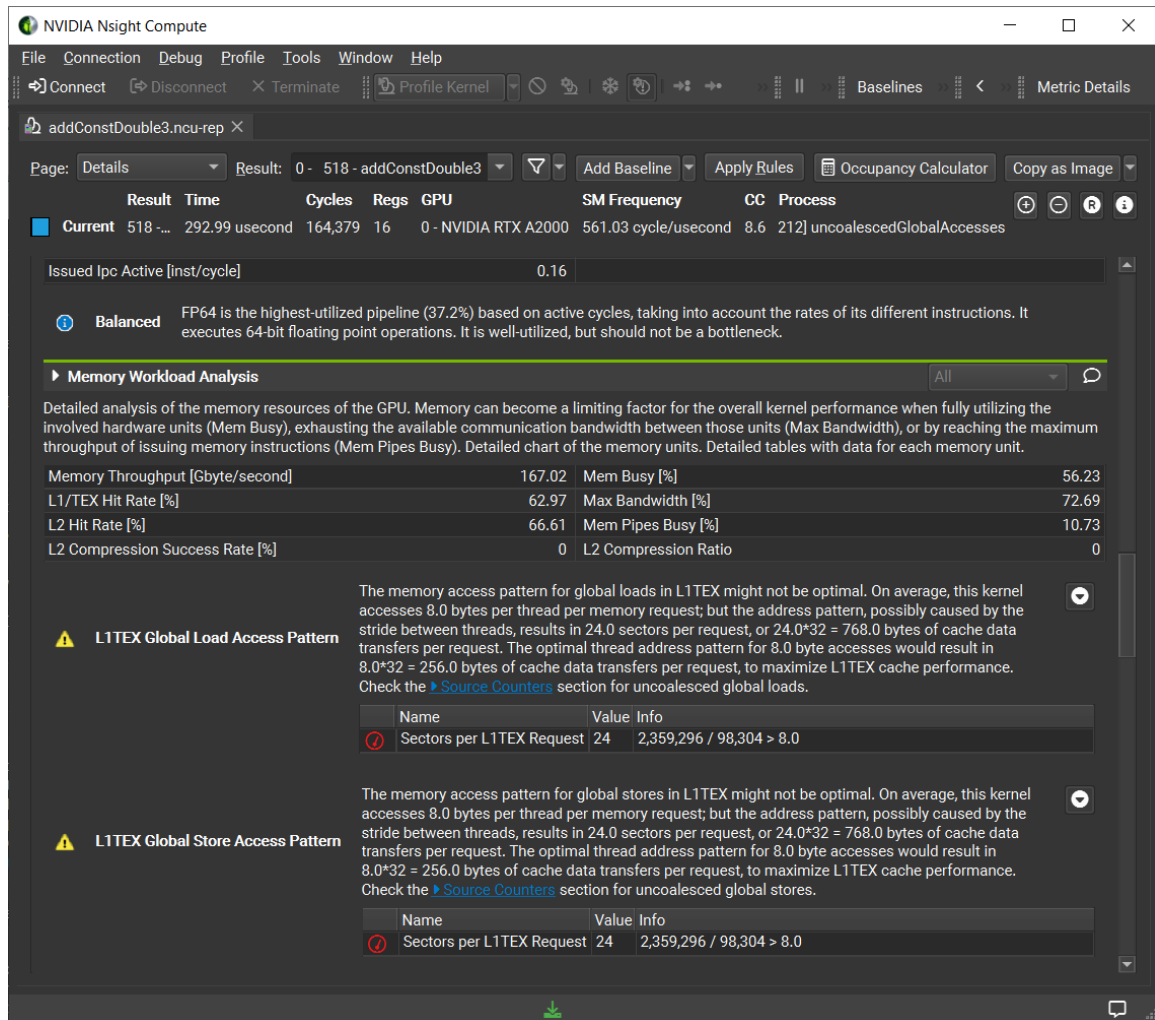 NVIDIA Nsight Compute
File Connection Debug Profile Tools Window Help
Connect Disconnect Terminate Profile Kernel Baselines Metric Details
addConstDouble3.ncu-rep
Page: Details Result: 0 - 518 - addConstDouble3 Add Baseline Apply Rules Occupancy Calculator Copy as Image
Result Time Cycles Regs GPU SM Frequency CC Process
Current 518 -... 292.99 usecond 164,379 16 0 - NVIDIA RTX A2000 561.03 cycle/usecond 8.6 212] uncoalescedGlobalAccesses
Issued Ipc Active [inst/cycle] 0.16
Balanced
FP64 is the highest-utilized pipeline (37.2%) based on active cycles, taking into account the rates of its different instructions. It
executes 64-bit floating point operations. It is well-utilized, but should not be a bottleneck.
Memory Workload Analysis All
Detailed analysis of the memory resources of the GPU. Memory can become a limiting factor for the overall kernel performance when fully utilizing the
involved hardware units (Mem Busy), exhausting the available communication bandwidth between those units (Max Bandwidth), or by reaching the maximum
throughput of issuing memory instructions (Mem Pipes Busy). Detailed chart of the memory units. Detailed tables with data for each memory unit.
Memory Throughput [Gbyte/second] 167.02 Mem Busy [%] 56.23
L1/TEX Hit Rate [%] 62.97 Max Bandwidth [%] 72.69
L2 Hit Rate [%] 66.61 Mem Pipes Busy [%] 10.73
L2 Compression Success Rate [%] 0 L2 Compression Ratio 0
L1TEX Global Load Access Pattern
The memory access pattern for global loads in L1TEX might not be optimal. On average, this kernel
accesses 8.0 bytes per thread per memory request; but the address pattern, possibly caused by the
stride between threads, results in 24.0 sectors per request, or 24.0*32 = 768.0 bytes of cache data
transfers per request. The optimal thread address pattern for 8.0 byte accesses would result in
8.0*32 = 256.0 bytes of cache data transfers per request, to maximize L1TEX cache performance.
Check the Source Counters section for uncoalesced global loads.
Name Value Info
Sectors per L1TEX Request 24 2,359,296 / 98,304 > 8.0
L1TEX Global Store Access Pattern
The memory access pattern for global stores in L1TEX might not be optimal. On average, this kernel
accesses 8.0 bytes per thread per memory request; but the address pattern, possibly caused by the
stride between threads, results in 24.0 sectors per request, or 24.0*32 = 768.0 bytes of cache data
transfers per request. The optimal thread address pattern for 8.0 byte accesses would result in
8.0*32 = 256.0 bytes of cache data transfers per request, to maximize L1TEX cache performance.
Check the Source Counters section for uncoalesced global stores.
Name Value Info
Sectors per L1TEX Request 24 2,359,296 / 98,304 > 8.0